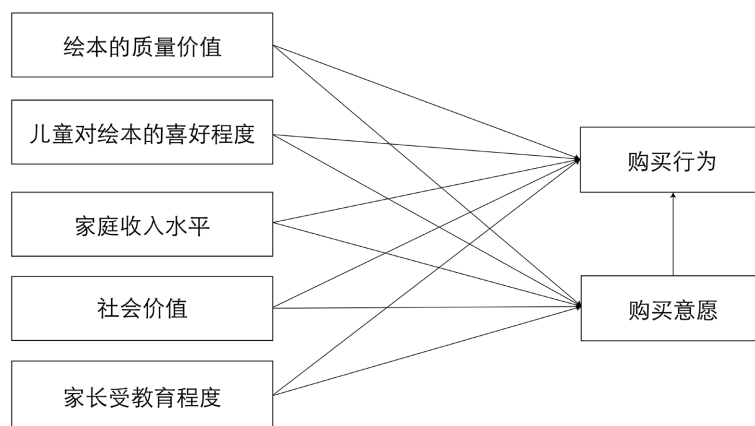 绘本的质量价值
儿童对绘本的喜好程度
购买行为
家庭收入水平
社会价值
购买意愿
家长受教育程度